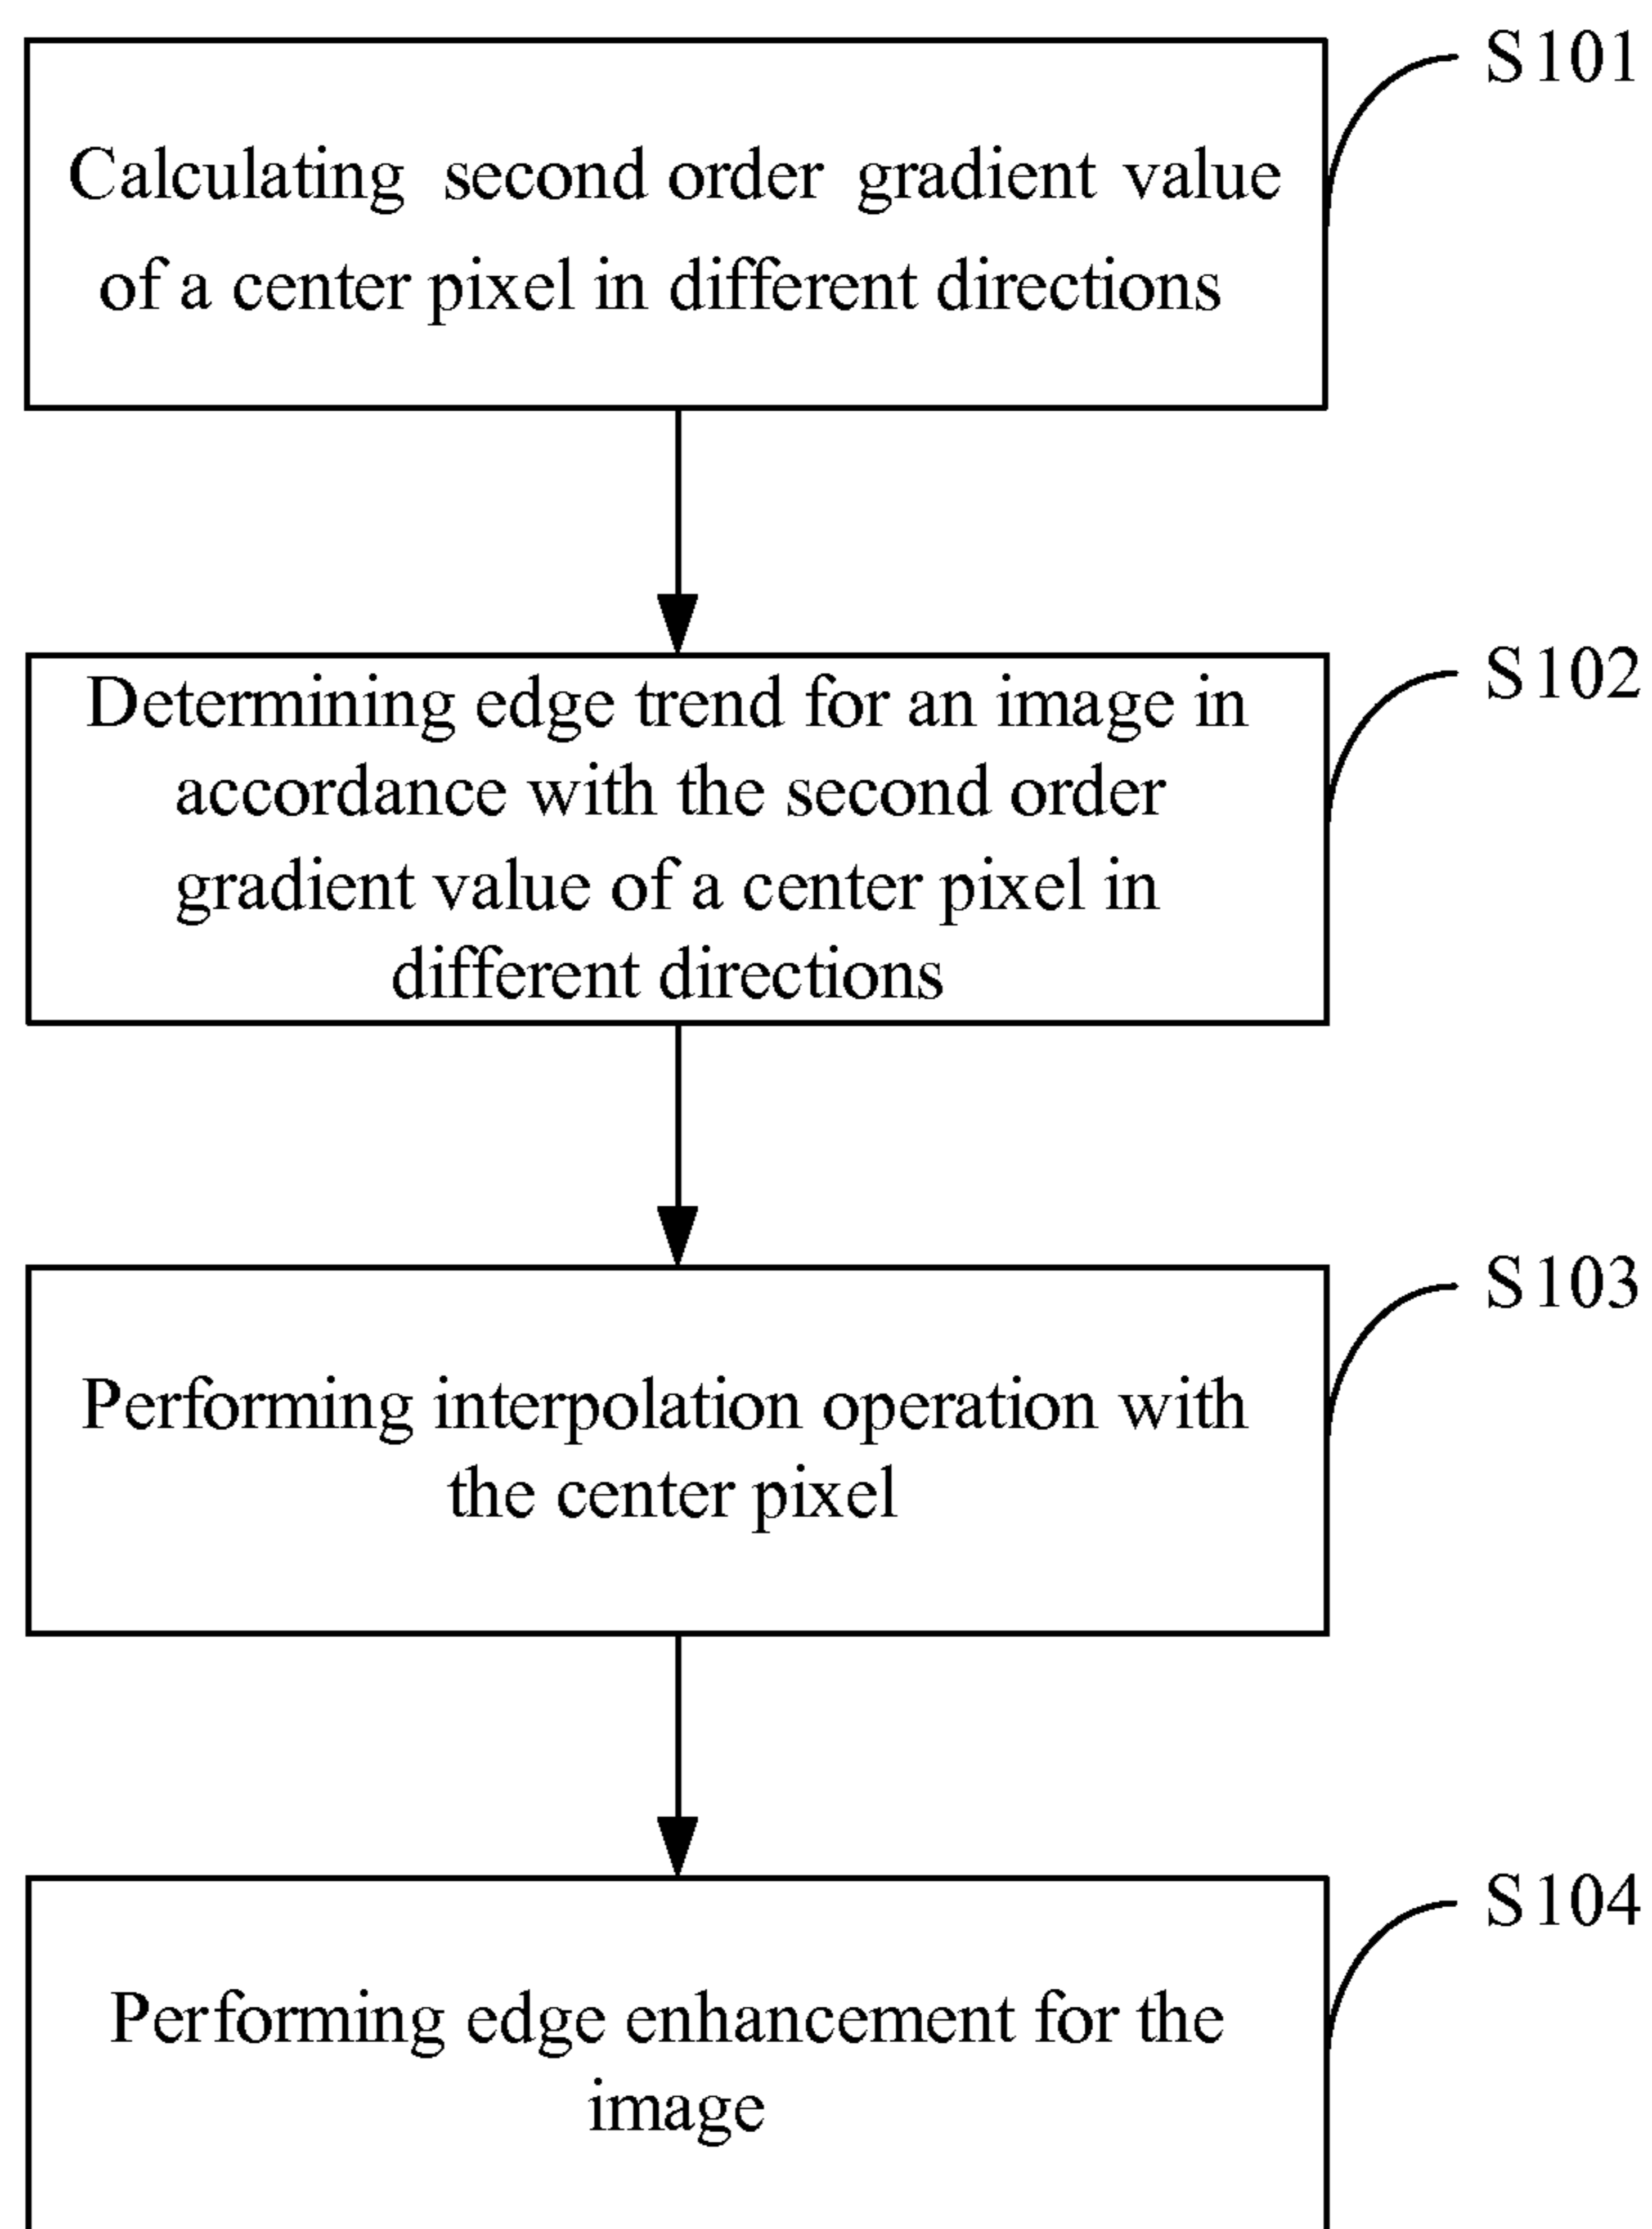 S101
Calculating second order gradient value
of a center pixel in different directions
S102
Determining edge trend for an image in
accordance with the second order
gradient value of a center pixel in
different directions
S103
Performing interpolation operation with
the center pixel
S104
Performing edge enhancement for the
image